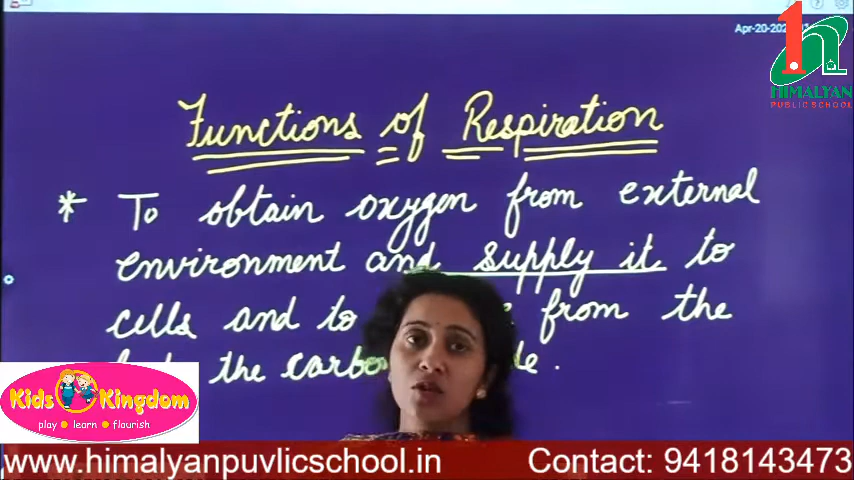 Apr-20-202
HIMALYAN
PUBLIC SCHOOL
Functions of Respiration
* To obtain oxygen from external
environment and supply it to
cells and to from the
the carbo de .
Kids Kingdom
play learn flourish
www.himalyanpuvlicschool.in Contact: 9418143473